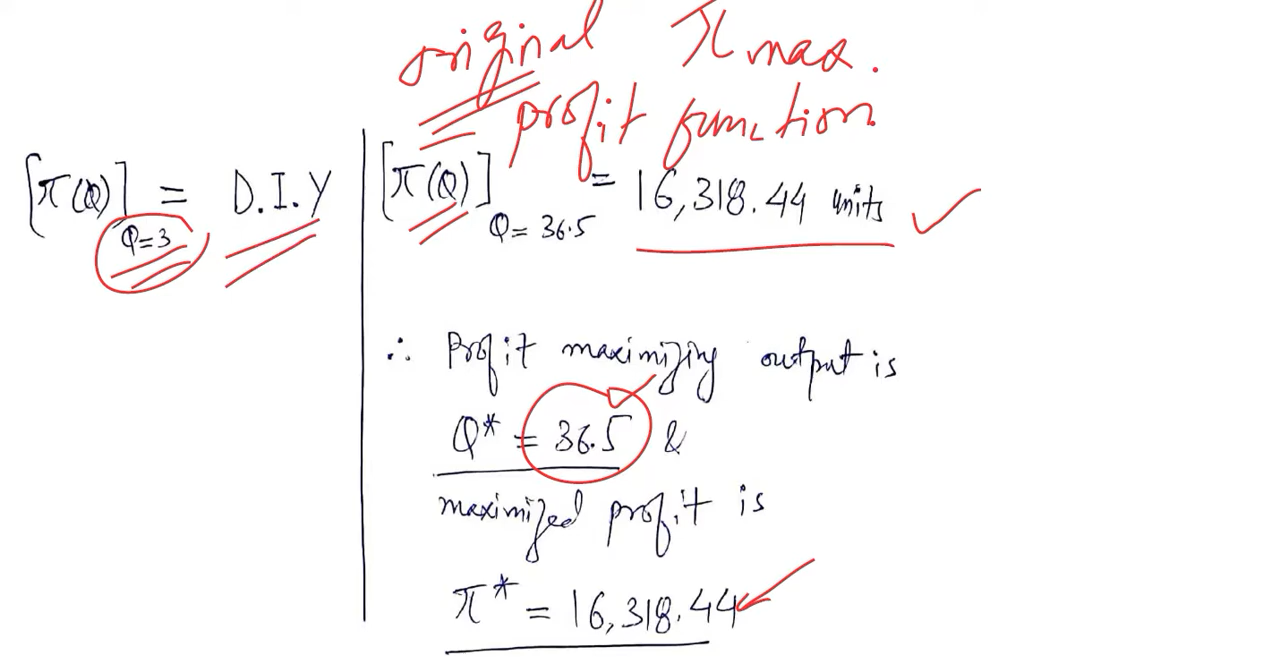 original π max.
profit function
[π(Q)] Q=3 = D.I.Y
[π(Q)] Q = 36.5 = 16,318.44 units
∴ Profit maximizing output is
Q* = 36.5 &
maximized profit is
π* = 16,318.44